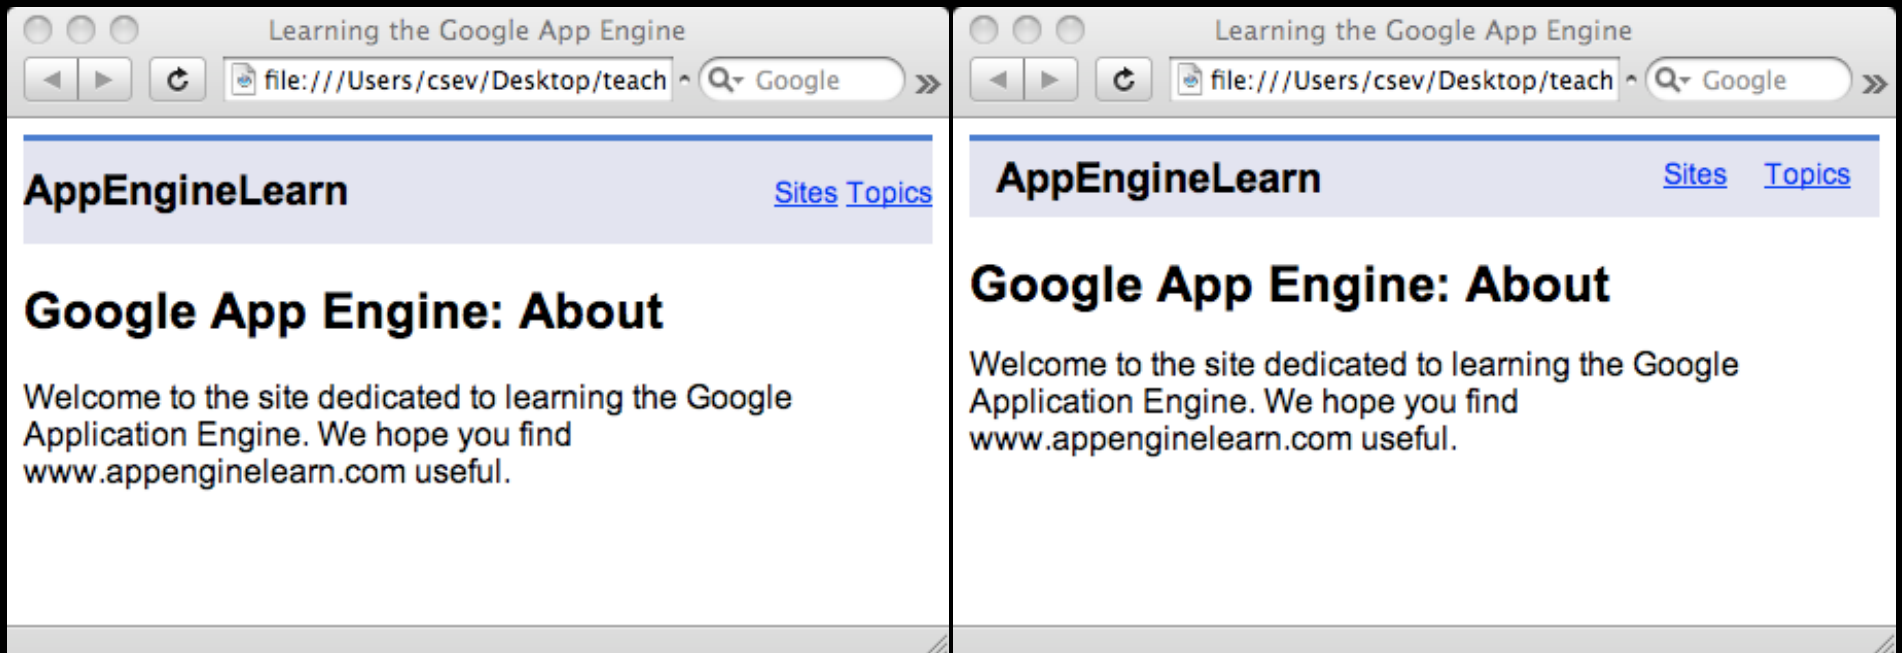 Learning the Google App Engine
file:///Users/csev/Desktop/teach
Google
AppEngineLearn
Sites Topics
Google App Engine: About
Welcome to the site dedicated to learning the Google
Application Engine. We hope you find
www.appenginelearn.com useful.
Learning the Google App Engine
file:///Users/csev/Desktop/teach
Google
AppEngineLearn
Sites Topics
Google App Engine: About
Welcome to the site dedicated to learning the Google
Application Engine. We hope you find
www.appenginelearn.com useful.